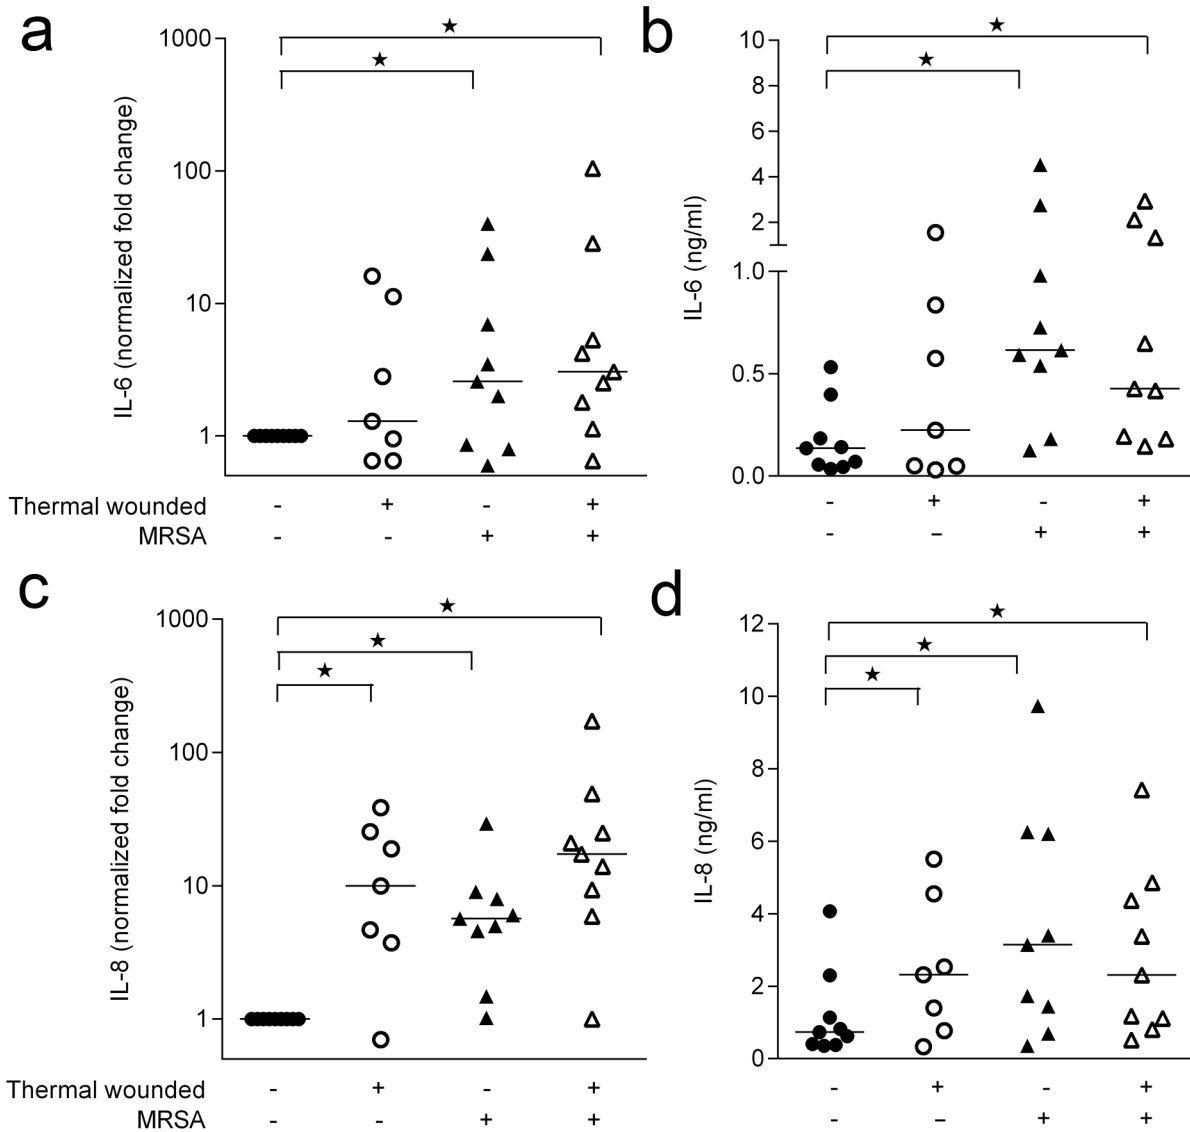 a
IL-6 (normalized fold change)
1000
100
10
1
Thermal wounded - + - +
MRSA - - + +
b
IL-6 (ng/ml)
10
8
6
4
2
1.0
0.5
0.0
- + - +
- – + +
c
IL-8 (normalized fold change)
1000
100
10
1
Thermal wounded - + - +
MRSA - - + +
d
IL-8 (ng/ml)
12
10
8
6
4
2
0
- + - +
- – + +